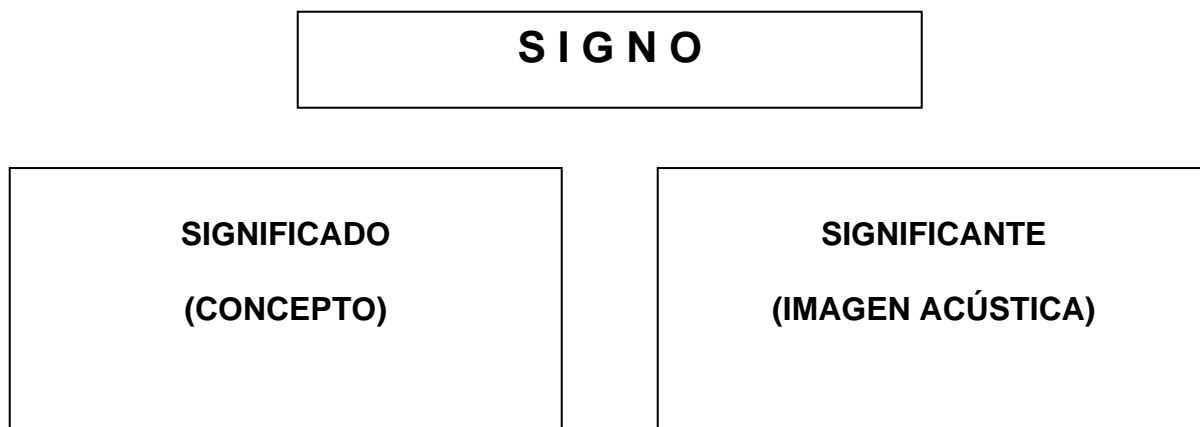 S I G N O
SIGNIFICADO
(CONCEPTO)
SIGNIFICANTE
(IMAGEN ACÚSTICA)